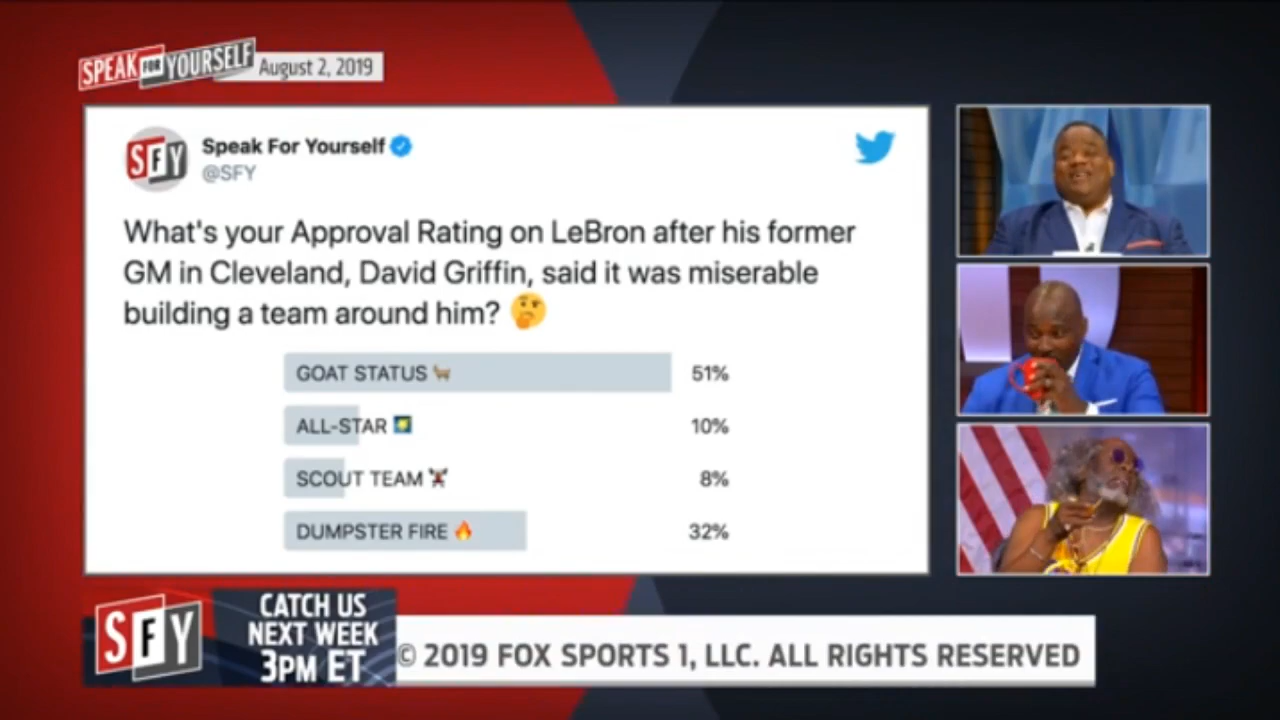 SPEAK FOR YOURSELF
August 2, 2019
SFY
Speak For Yourself
@SFY
What's your Approval Rating on LeBron after his former
GM in Cleveland, David Griffin, said it was miserable
building a team around him? 🤔
GOAT STATUS 🐐 51%
ALL-STAR 10%
SCOUT TEAM 8%
DUMPSTER FIRE 🔥 32%
SFY
CATCH US
NEXT WEEK
3PM ET
© 2019 FOX SPORTS 1, LLC. ALL RIGHTS RESERVED